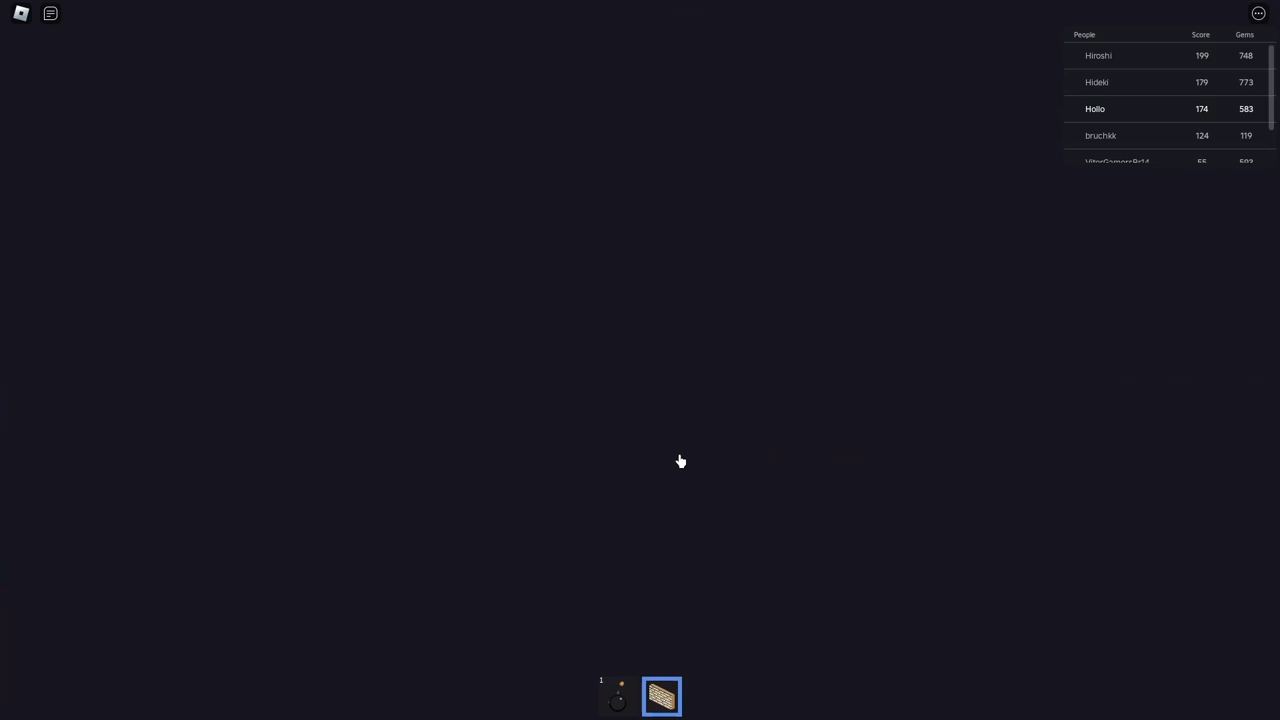 People Score Gems
Hiroshi 199 748
Hideki 179 773
Hollo 174 583
bruchkk 124 119
1